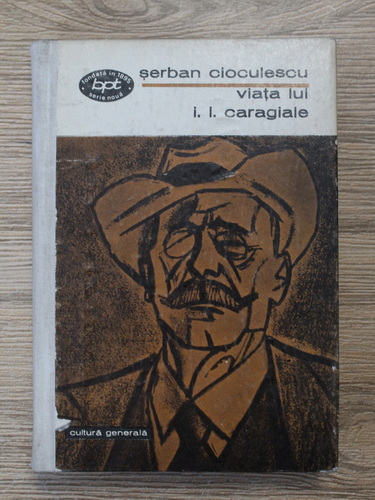 fondată în 1895
bpt
serie nouă
şerban cioculescu
viaţa lui
i. l. caragiale
cultură generală